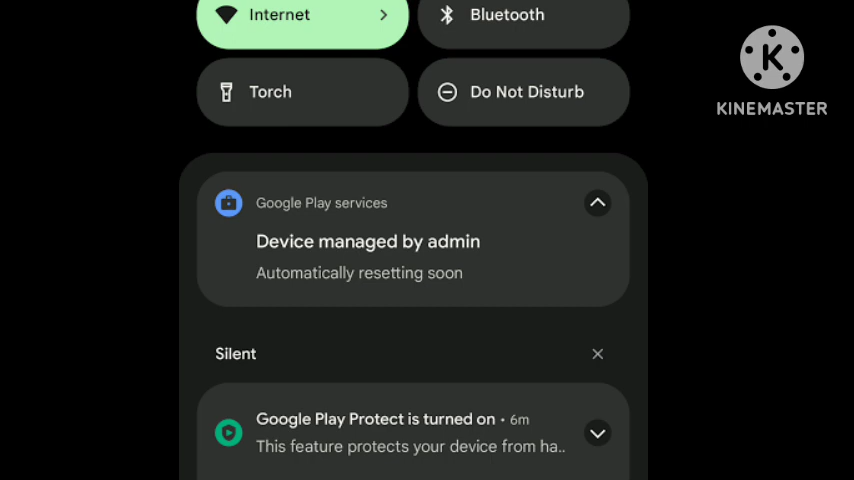 Internet
Bluetooth
KINEMASTER
Torch
Do Not Disturb
Google Play services
Device managed by admin
Automatically resetting soon
Silent
Google Play Protect is turned on • 6m
This feature protects your device from ha..